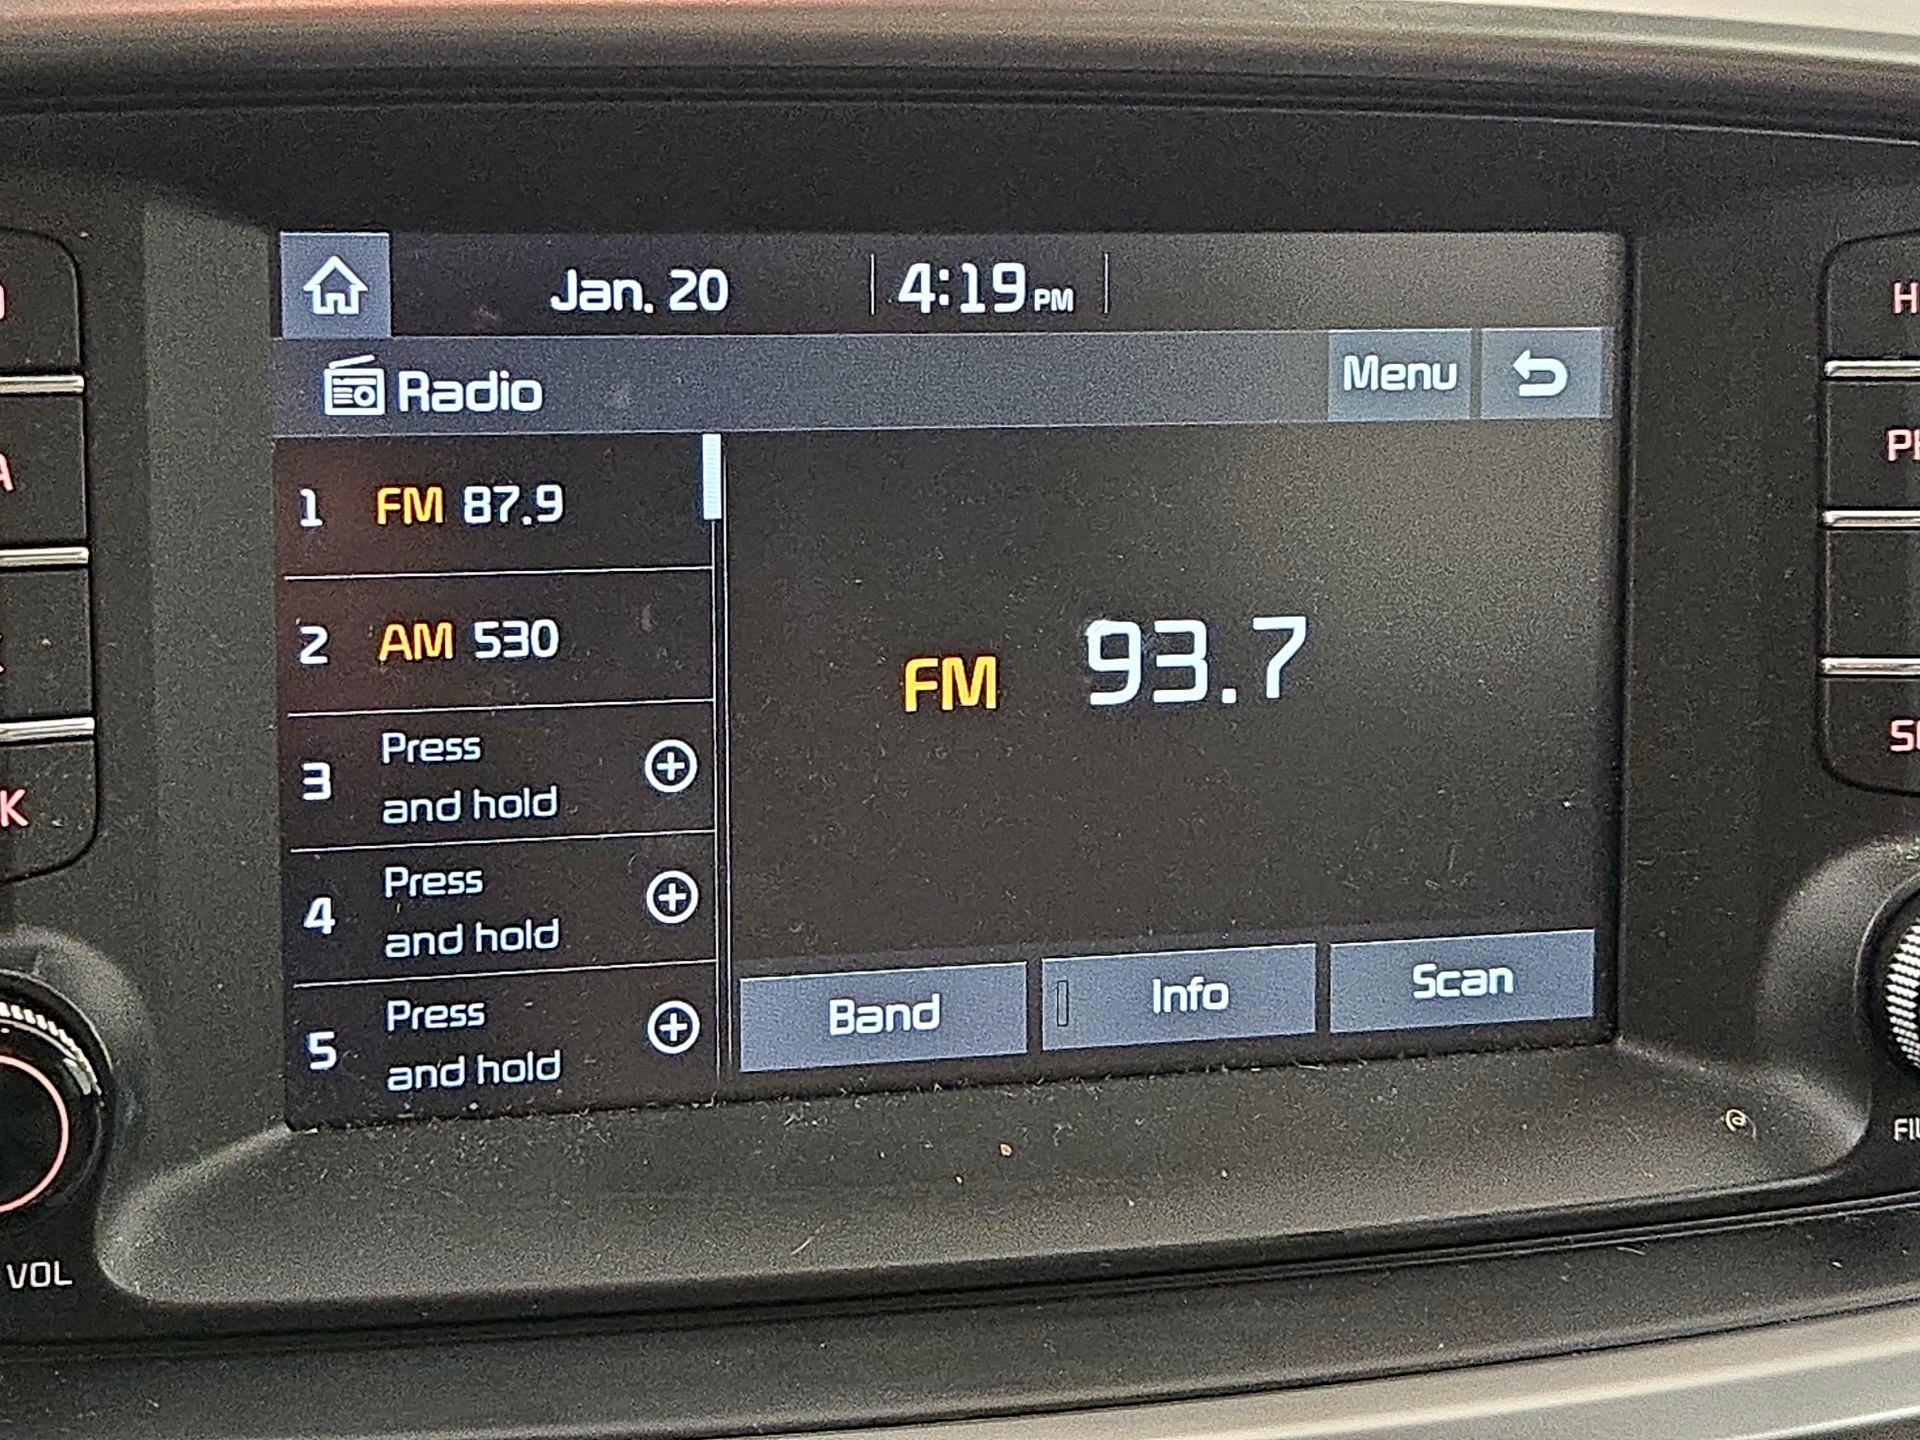 Jan. 20 4:19 PM
Radio
Menu
1 FM 87.9
2 AM 530
3 Press
and hold
4 Press
and hold
5 Press
and hold
FM 93.7
Band Info Scan
VOL